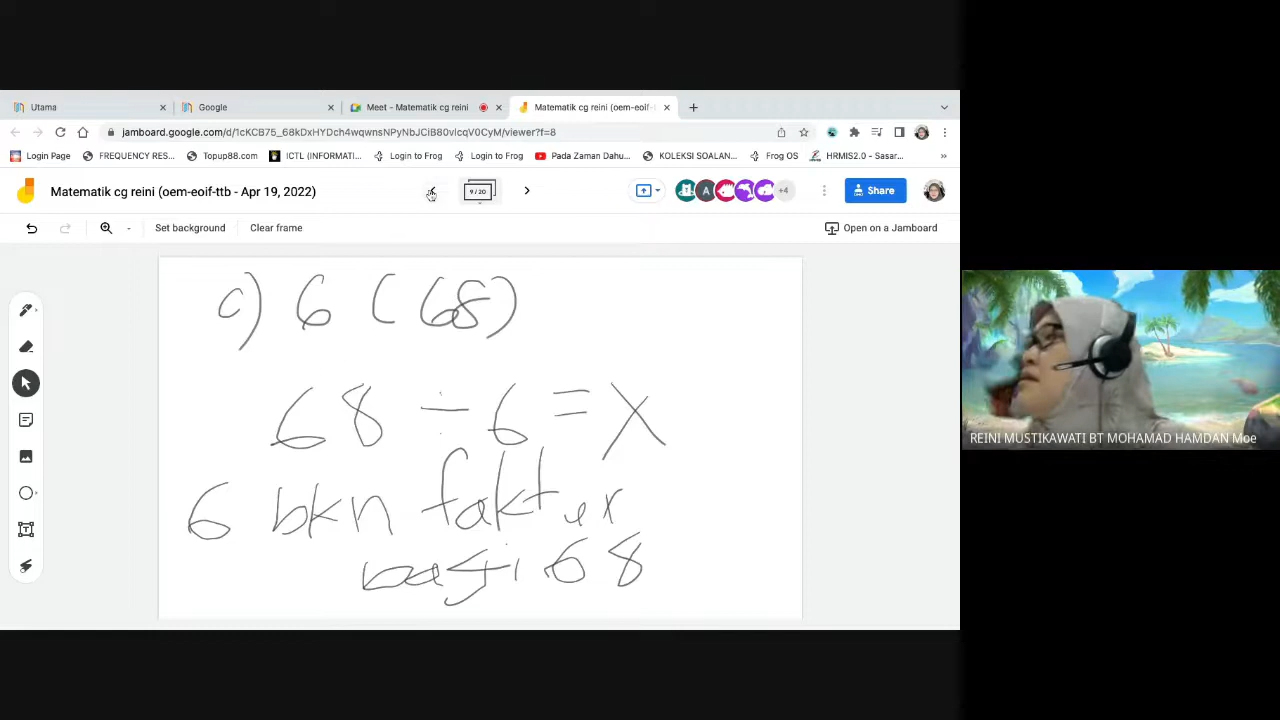 Utama
Google
Meet - Matematik cg reini
Matematik cg reini (oem-eoif-
jamboard.google.com/d/1cKCB75_68kDxHYDch4wqwnsNPyNbJCiB80vIcqV0CyM/viewer?f=8
Login Page
FREQUENCY RES...
Topup88.com
ICTL (INFORMATI...
Login to Frog
Login to Frog
Pada Zaman Dahu...
KOLEKSI SOALAN...
Frog OS
HRMIS2.0 - Sasar...
»
Matematik cg reini (oem-eoif-ttb - Apr 19, 2022)
9 / 20
A
+4
Share
Set background
Clear frame
Open on a Jamboard
c) 6 (68)
68 ÷ 6 = X
6 bkn faktor
bagi 68
REINI MUSTIKAWATI BT MOHAMAD HAMDAN Moe